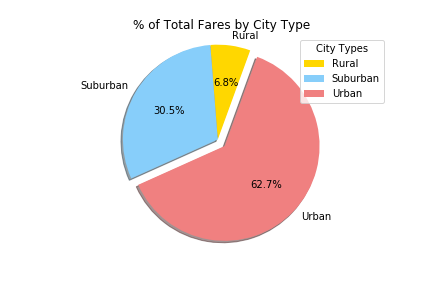 % of Total Fares by City Type
Rural
City Types
Rural
Suburban
Urban
Suburban
6.8%
30.5%
62.7%
Urban